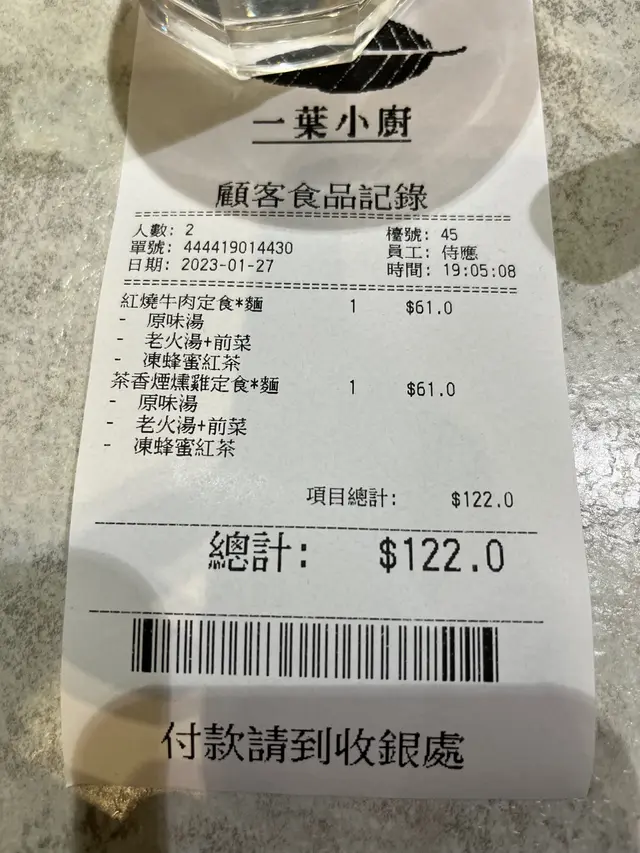 一葉小廚
顧客食品記錄
人數: 2 檯號: 45
單號: 444419014430 員工: 侍應
日期: 2023-01-27 時間: 19:05:08
紅燒牛肉定食*麵 1 $61.0
- 原味湯
- 老火湯+前菜
- 凍蜂蜜紅茶
茶香煙燻雞定食*麵 1 $61.0
- 原味湯
- 老火湯+前菜
- 凍蜂蜜紅茶
項目總計: $122.0
總計: $122.0
付款請到收銀處